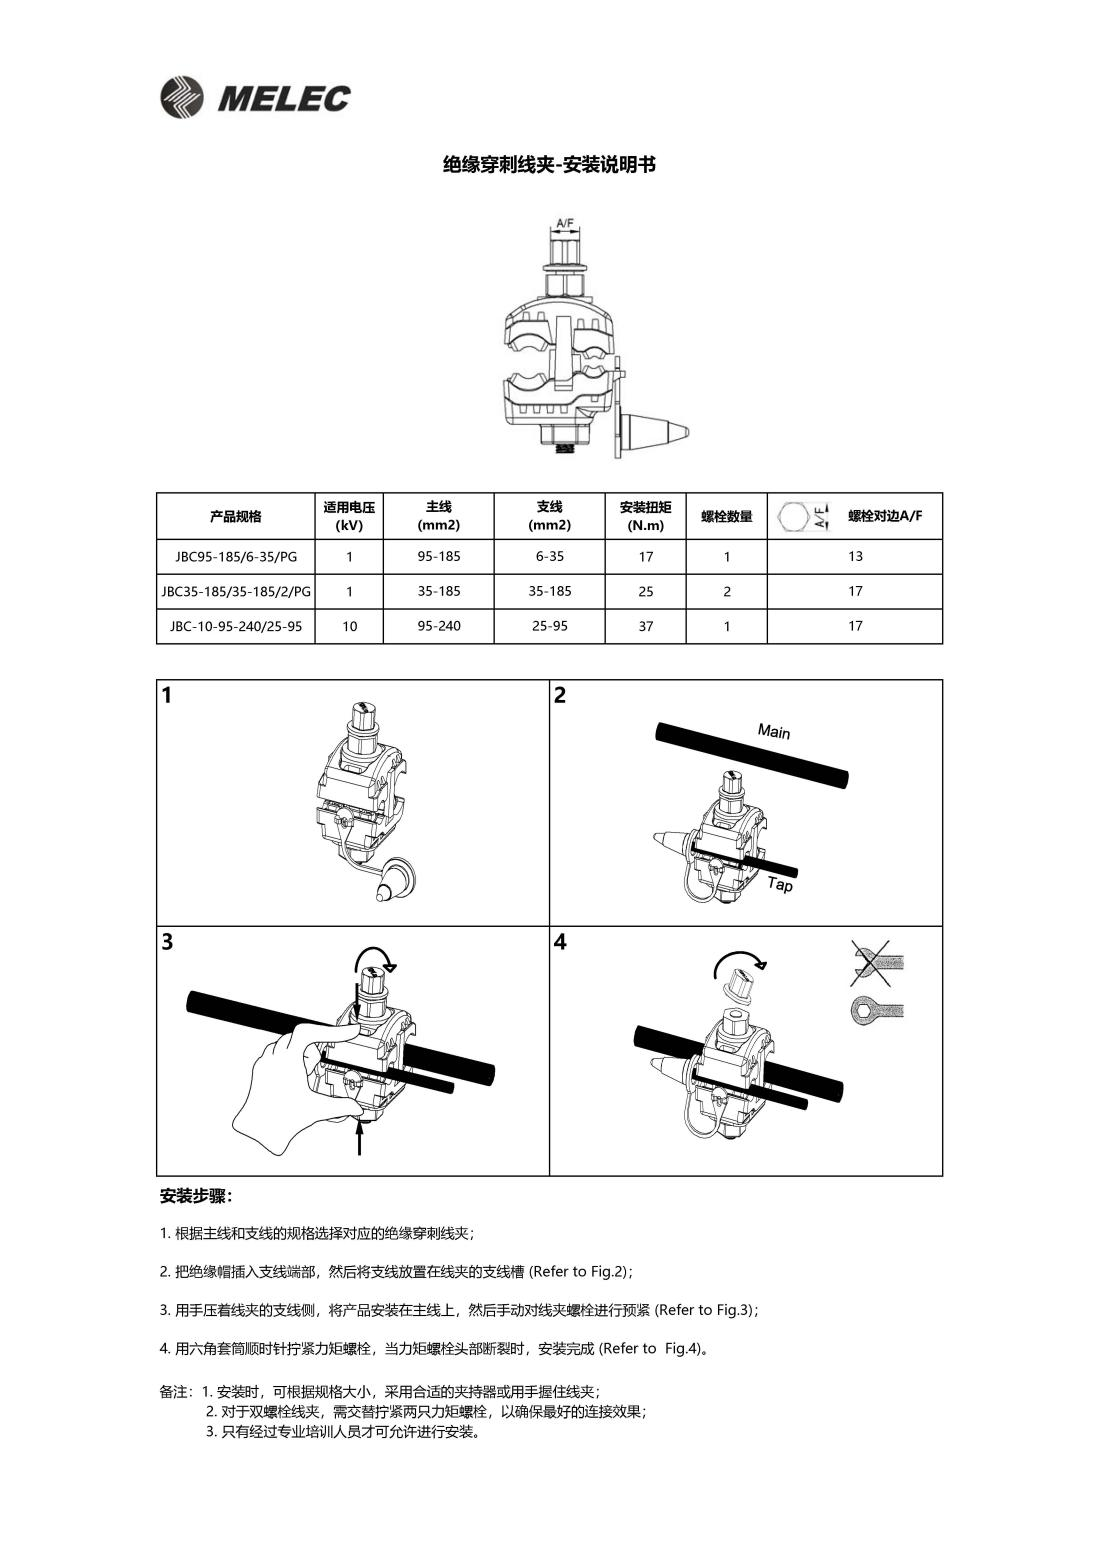 MELEC
绝缘穿刺线夹-安装说明书
A/F
产品规格 适用电压 (kV) 主线 (mm2) 支线 (mm2) 安装扭矩 (N.m) 螺栓数量 A/F 螺栓对边A/F
JBC95-185/6-35/PG 1 95-185 6-35 17 1 13
JBC35-185/35-185/2/PG 1 35-185 35-185 25 2 17
JBC-10-95-240/25-95 10 95-240 25-95 37 1 17
1
2
Main
Tap
3
4
安装步骤：
1. 根据主线和支线的规格选择对应的绝缘穿刺线夹；
2. 把绝缘帽插入支线端部，然后将支线放置在线夹的支线槽 (Refer to Fig.2)；
3. 用手压着线夹的支线侧，将产品安装在主线上，然后手动对线夹螺栓进行预紧 (Refer to Fig.3)；
4. 用六角套筒顺时针拧紧力矩螺栓，当力矩螺栓头部断裂时，安装完成 (Refer to Fig.4)。
备注：1. 安装时，可根据规格大小，采用合适的夹持器或用手握住线夹；
2. 对于双螺栓线夹，需交替拧紧两只力矩螺栓，以确保最好的连接效果；
3. 只有经过专业培训人员才可允许进行安装。